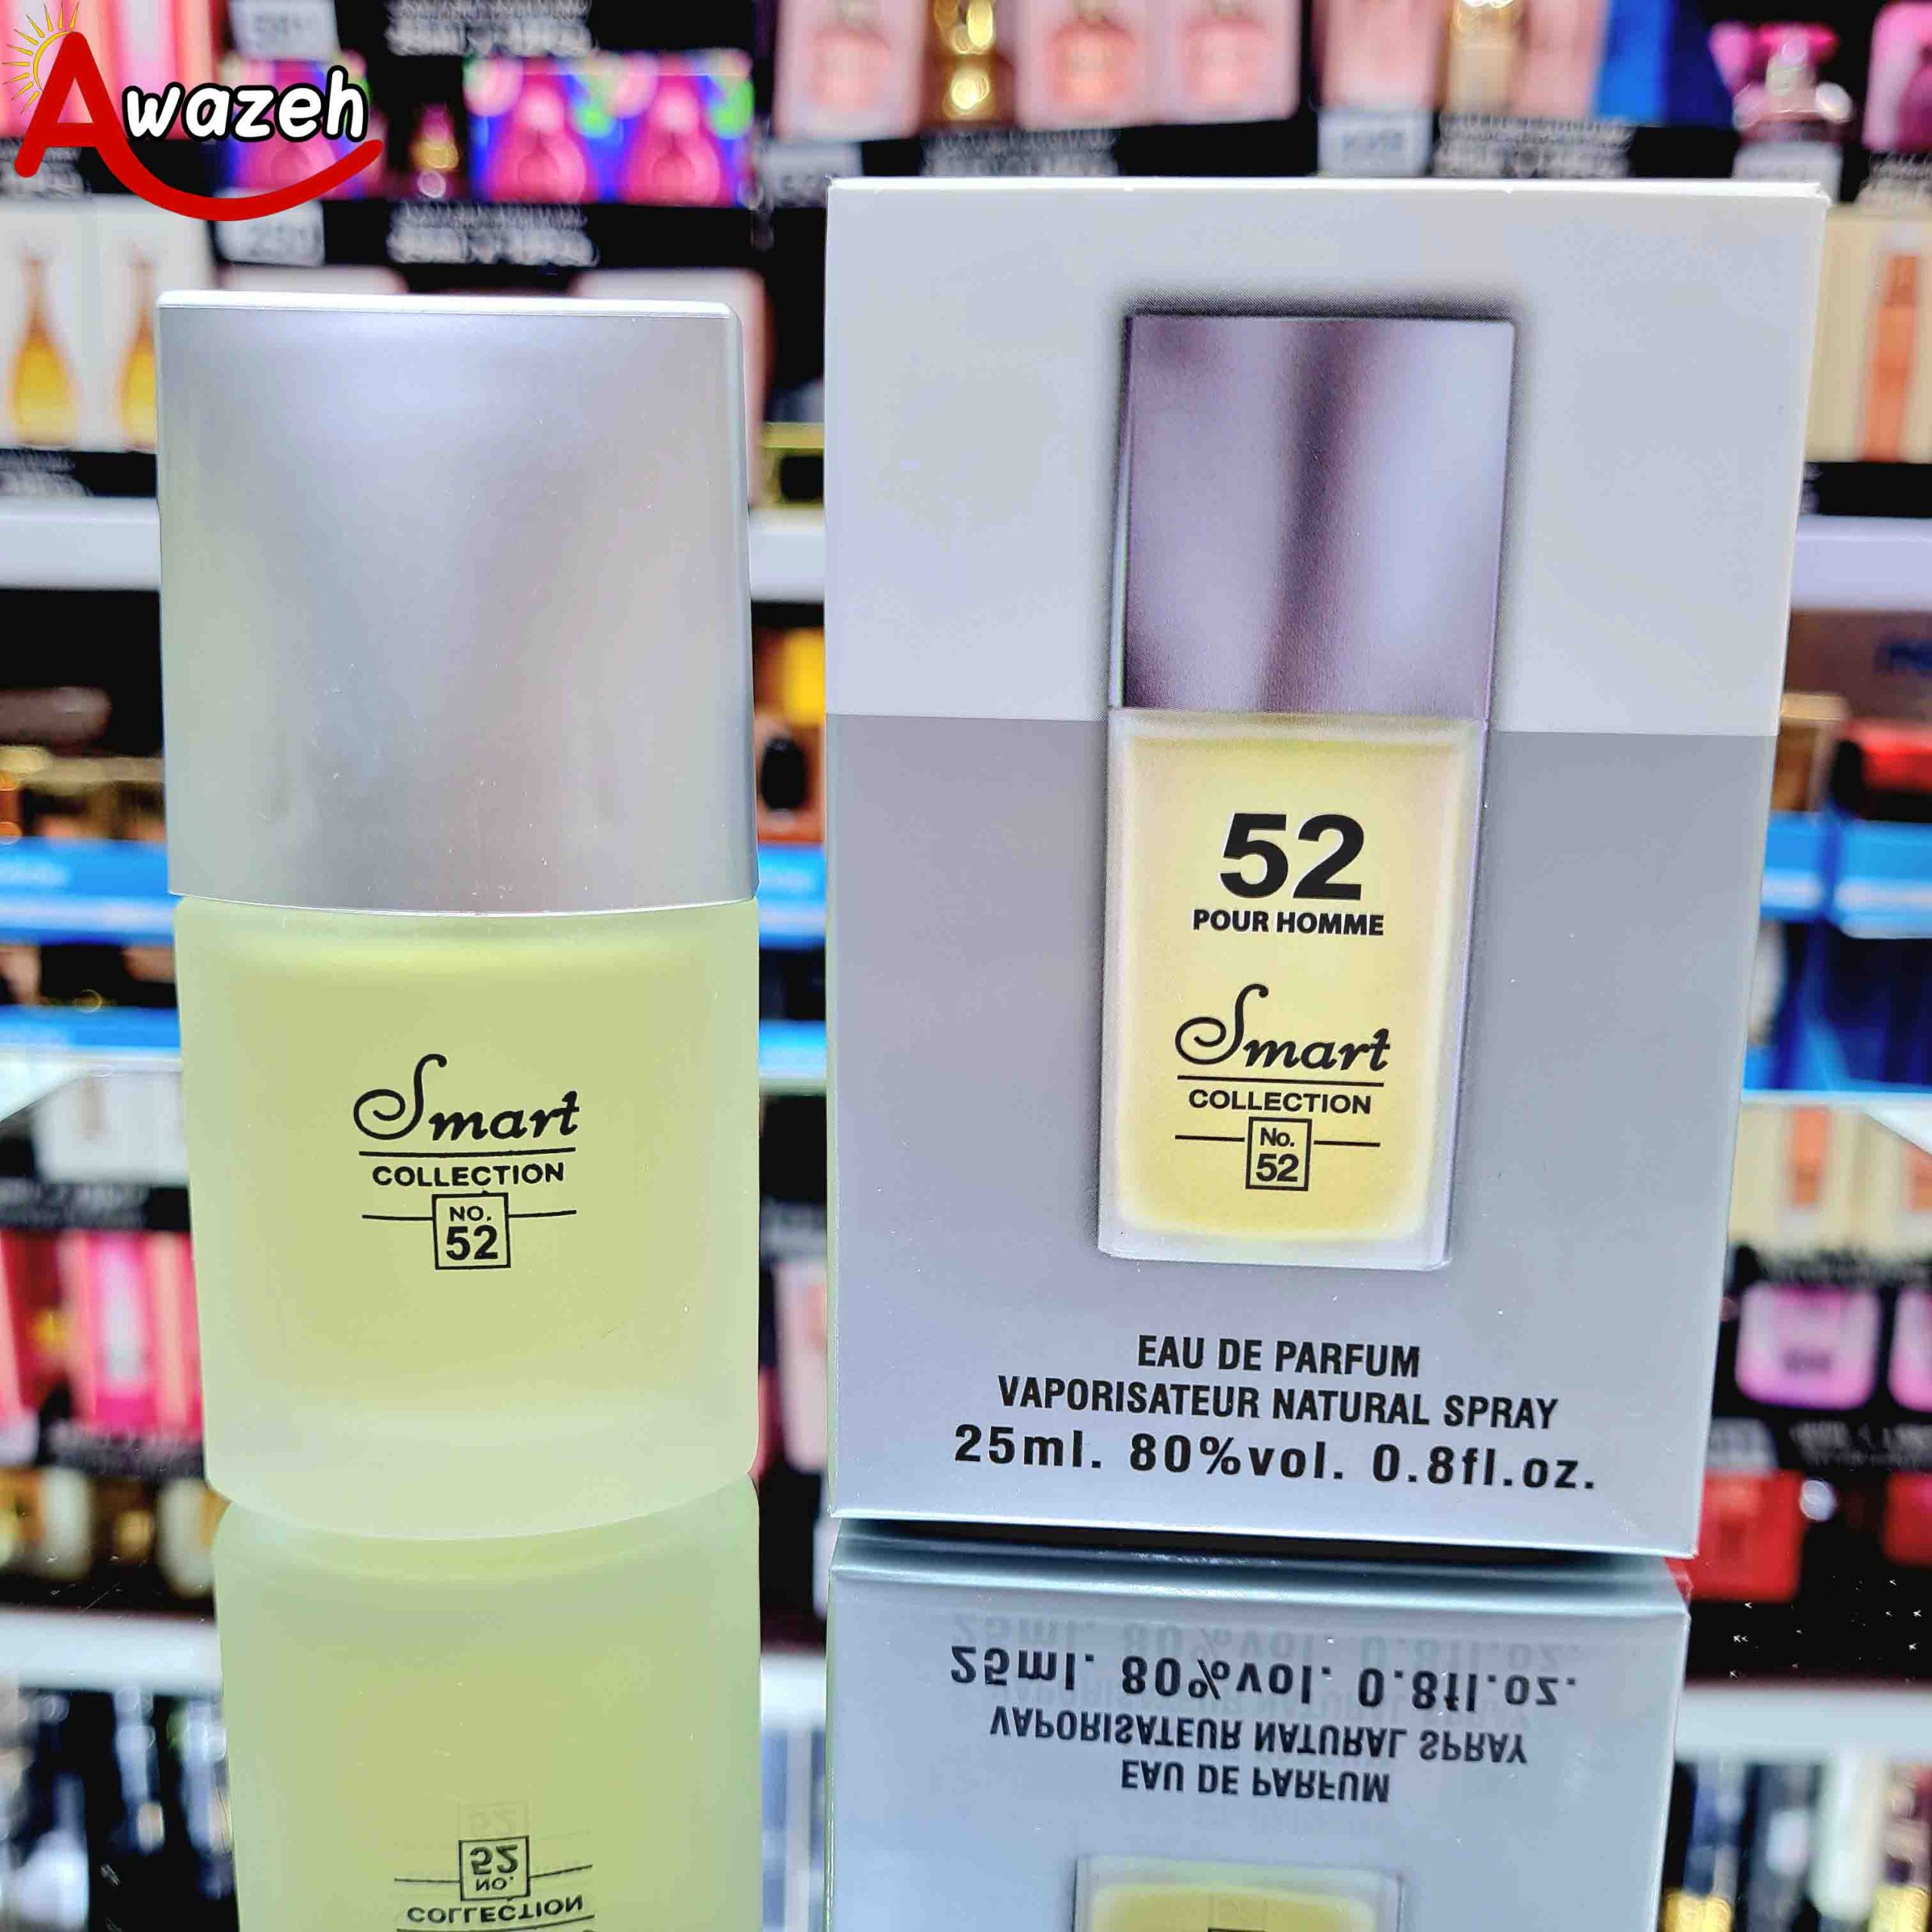 Awazeh
Smart
COLLECTION
NO.
52
52
POUR HOMME
Smart
COLLECTION
No.
52
EAU DE PARFUM
VAPORISATEUR NATURAL SPRAY
25ml. 80%vol. 0.8fl.oz.